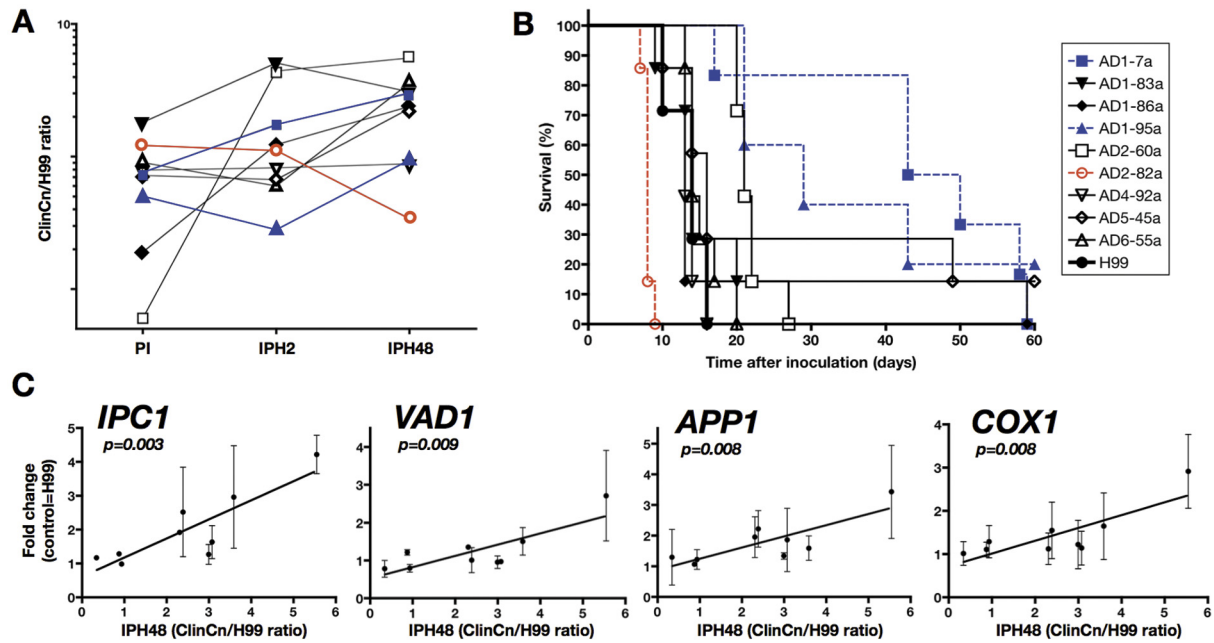 A
10
ClinCn/H99 ratio
PI IPH2 IPH48
B
100
90
80
70
60
50
40
30
20
10
0
Survival (%)
0 10 20 30 40 50 60
Time after inoculation (days)
AD1-7a
AD1-83a
AD1-86a
AD1-95a
AD2-60a
AD2-82a
AD4-92a
AD5-45a
AD6-55a
H99
C
IPC1
p=0.003
Fold change
(control=H99)
5
4
3
2
1
0
0 1 2 3 4 5 6
IPH48 (ClinCn/H99 ratio)
VAD1
p=0.009
4
3
2
1
0
0 1 2 3 4 5 6
IPH48 (ClinCn/H99 ratio)
APP1
p=0.008
5
4
3
2
1
0
0 1 2 3 4 5 6
IPH48 (ClinCn/H99 ratio)
COX1
p=0.008
4
3
2
1
0
0 1 2 3 4 5 6
IPH48 (ClinCn/H99 ratio)